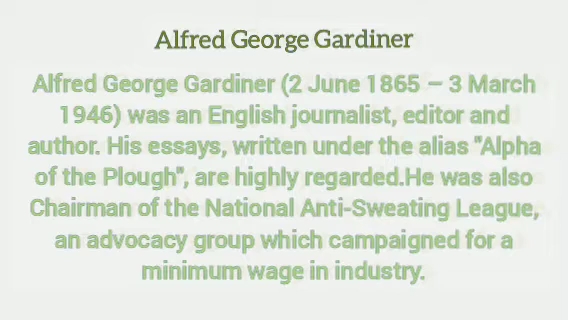 Alfred George Gardiner
Alfred George Gardiner (2 June 1865 – 3 March
1946) was an English journalist, editor and
author. His essays, written under the alias "Alpha
of the Plough", are highly regarded.He was also
Chairman of the National Anti-Sweating League,
an advocacy group which campaigned for a
minimum wage in industry.